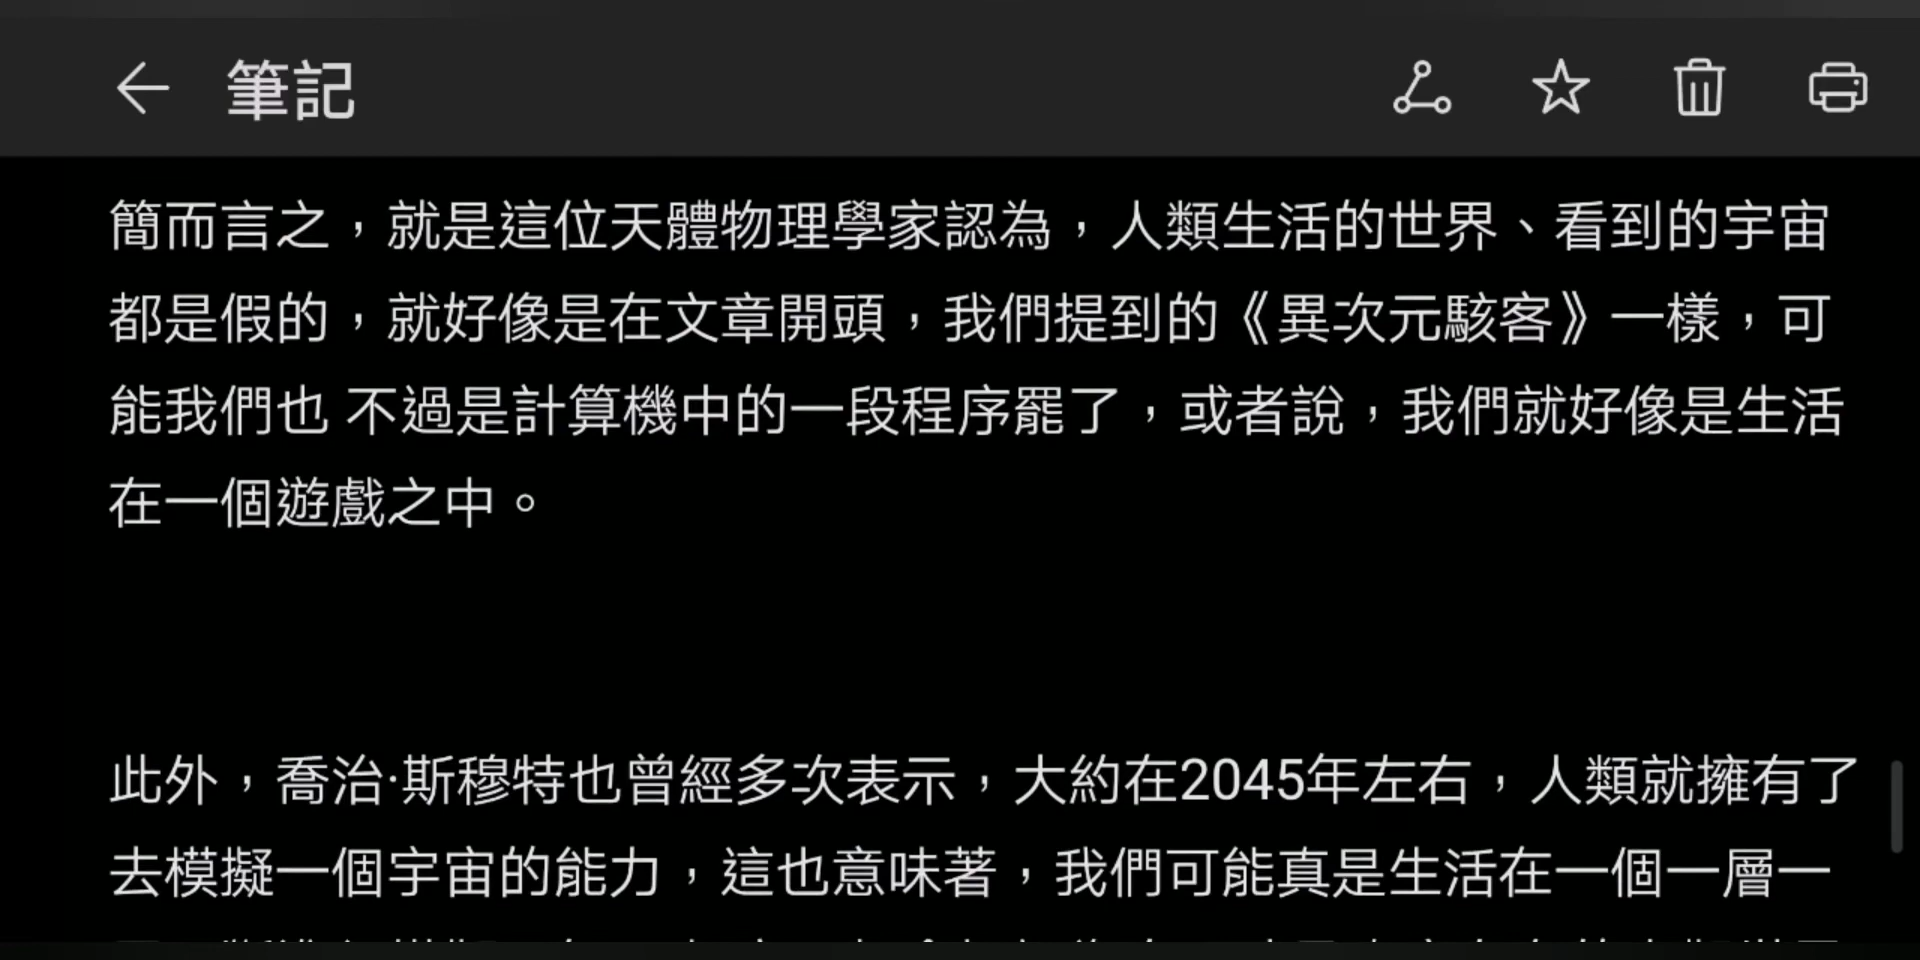 筆記
簡而言之，就是這位天體物理學家認為，人類生活的世界、看到的宇宙
都是假的，就好像是在文章開頭，我們提到的《異次元駭客》一樣，可
能我們也 不過是計算機中的一段程序罷了，或者說，我們就好像是生活
在一個遊戲之中。
此外，喬治·斯穆特也曾經多次表示，大約在2045年左右，人類就擁有了
去模擬一個宇宙的能力，這也意味著，我們可能真是生活在一個一層一